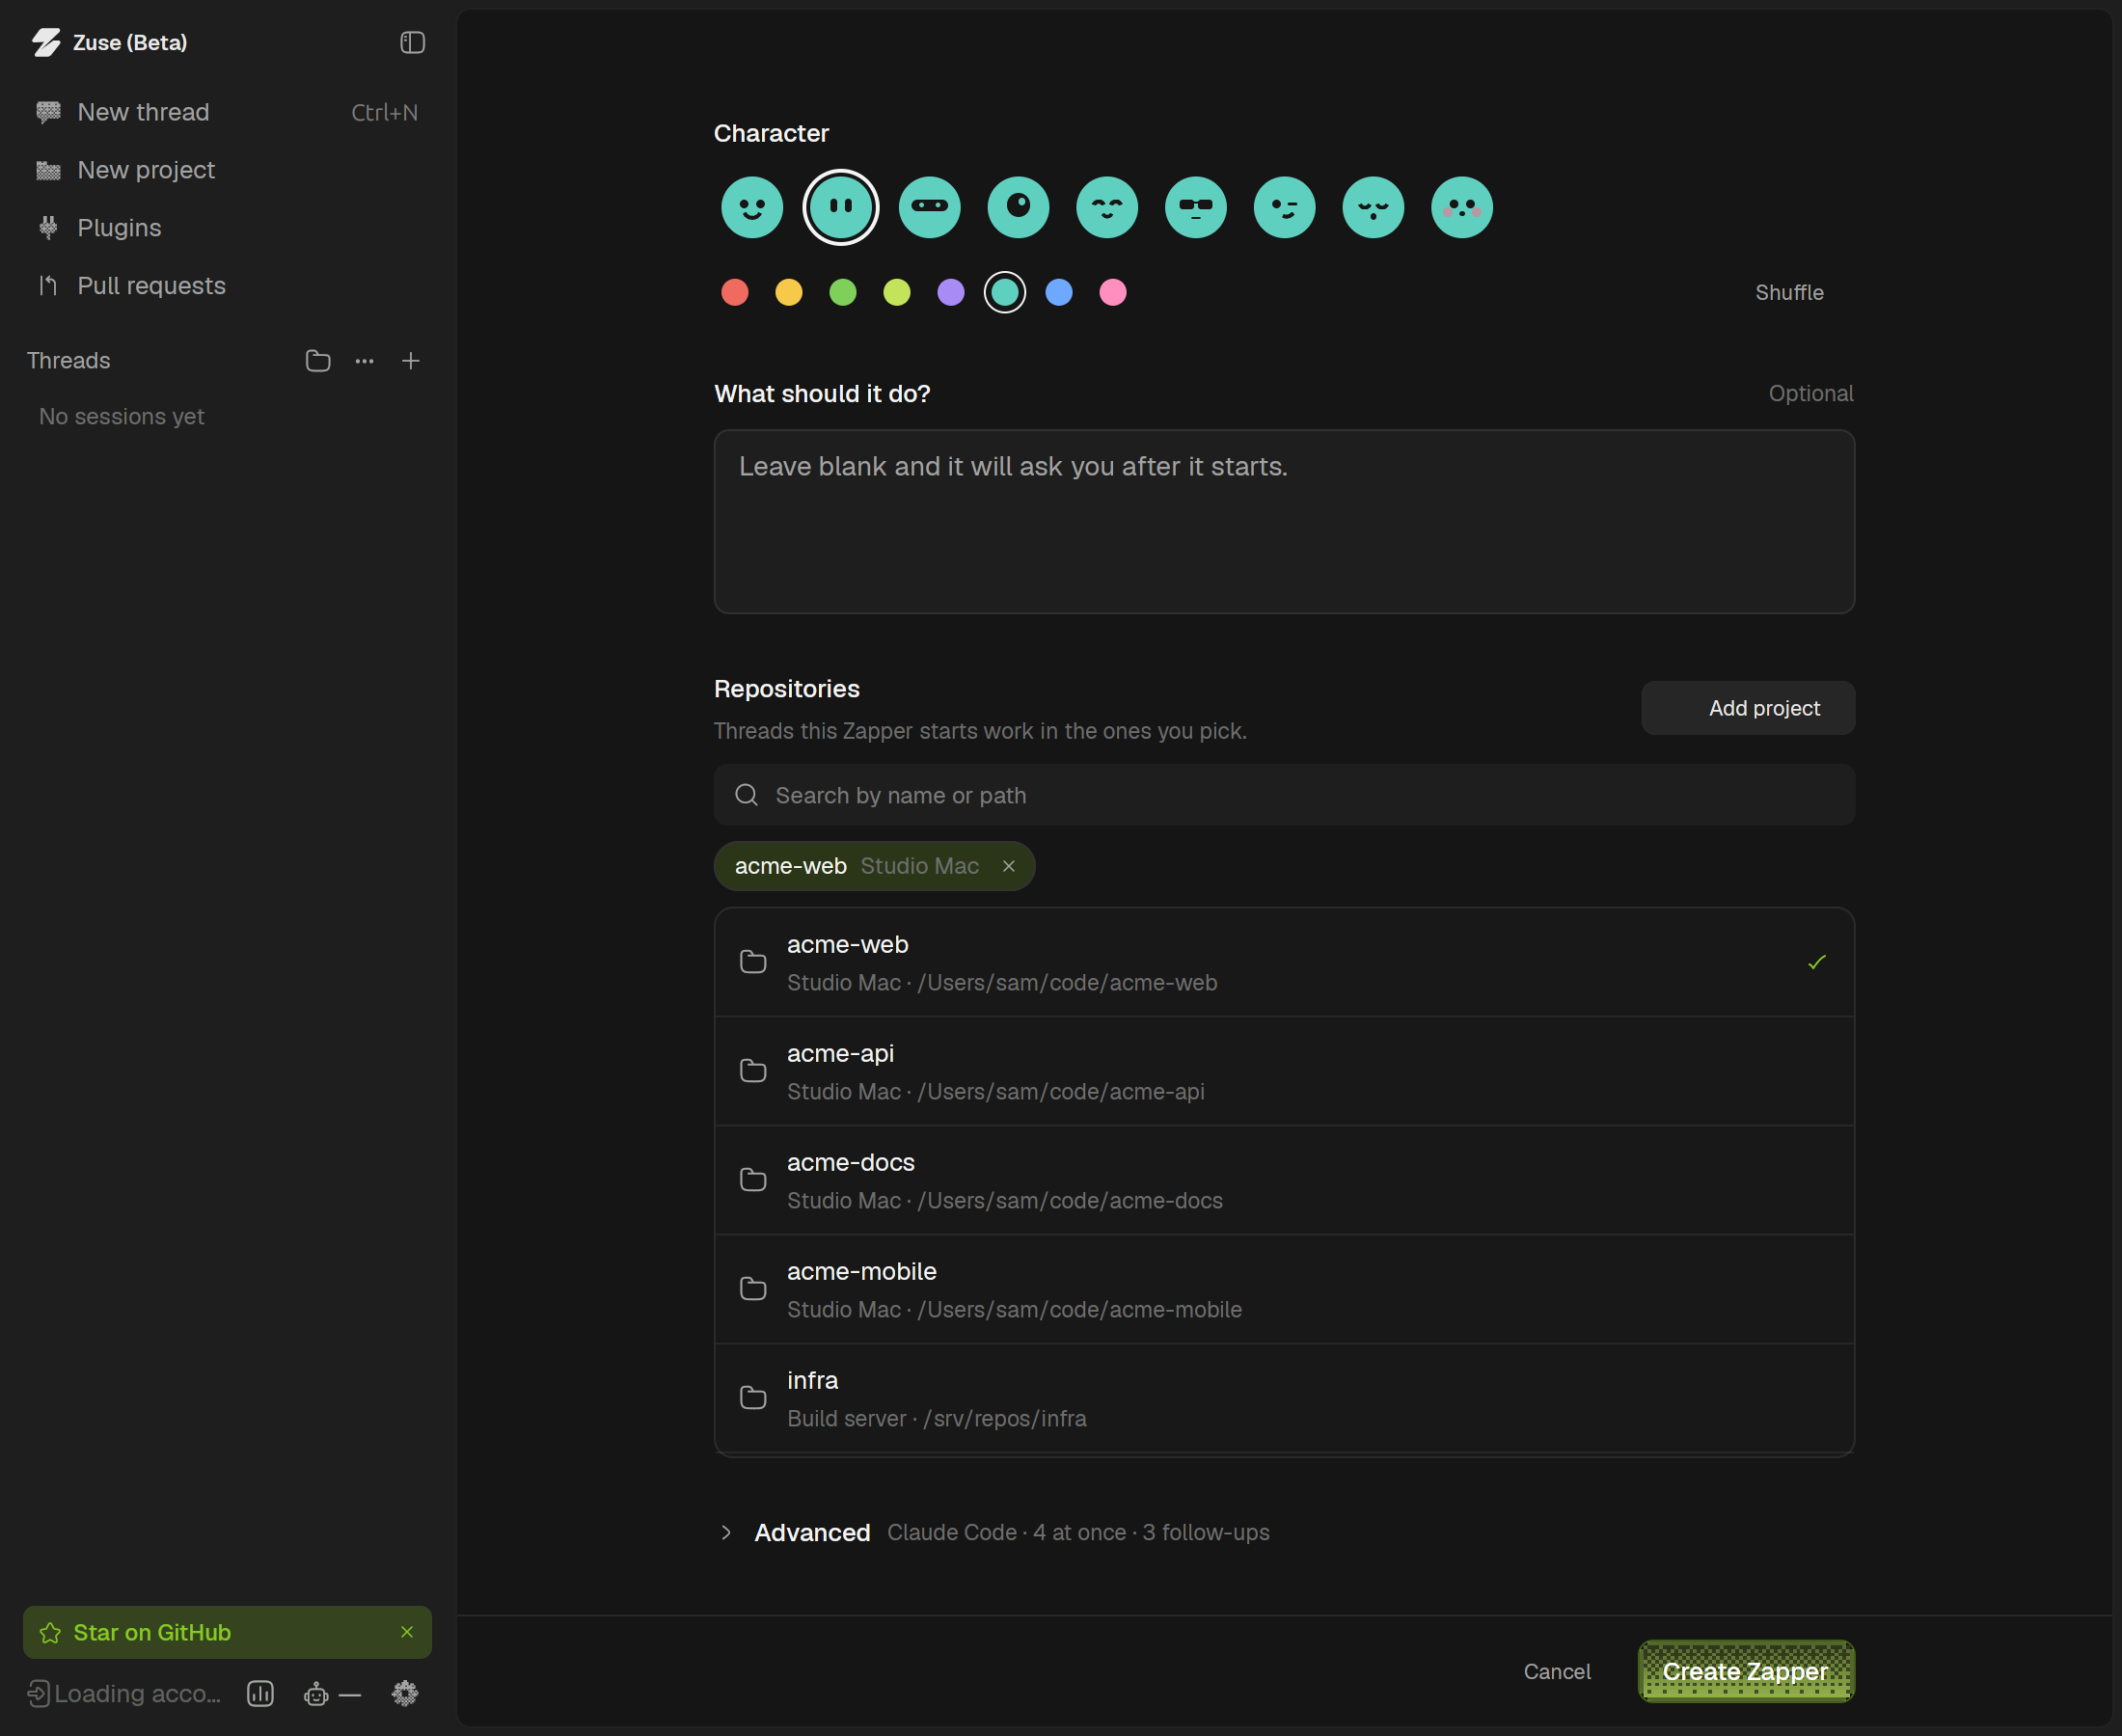 Zuse (Beta)
New thread Ctrl+N
New project
Plugins
Pull requests
Threads
No sessions yet
Star on GitHub
Loading acco...
Character
Shuffle
What should it do? Optional
Leave blank and it will ask you after it starts.
Repositories
Threads this Zapper starts work in the ones you pick.
Add project
Search by name or path
acme-web Studio Mac
acme-web
Studio Mac · /Users/sam/code/acme-web
acme-api
Studio Mac · /Users/sam/code/acme-api
acme-docs
Studio Mac · /Users/sam/code/acme-docs
acme-mobile
Studio Mac · /Users/sam/code/acme-mobile
infra
Build server · /srv/repos/infra
Advanced Claude Code · 4 at once · 3 follow-ups
Cancel
Create Zapper